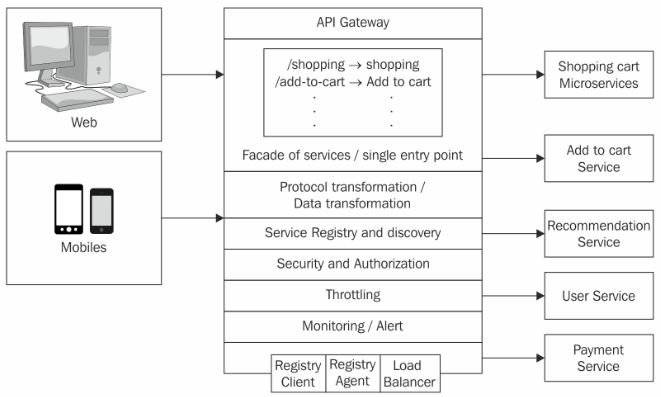 Web
Mobiles
API Gateway
/shopping → shopping
/add-to-cart → Add to cart
. .
. .
. .
Facade of services / single entry point
Protocol transformation /
Data transformation
Service Registry and discovery
Security and Authorization
Throttling
Monitoring / Alert
Registry
Client
Registry
Agent
Load
Balancer
Shopping cart
Microservices
Add to cart
Service
Recommendation
Service
User Service
Payment
Service